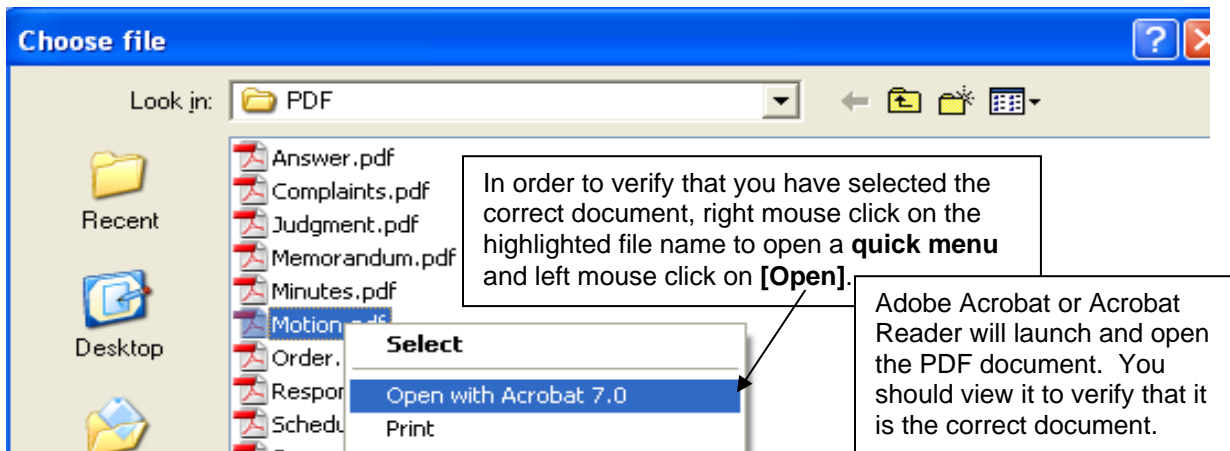 Choose file
Look in: PDF
Answer.pdf
Complaints.pdf
Judgment.pdf
Memorandum.pdf
Minutes.pdf
Motion.pdf
Order.
Respor
Schedu
Recent
Desktop
Select
Open with Acrobat 7.0
Print
In order to verify that you have selected the
correct document, right mouse click on the
highlighted file name to open a quick menu
and left mouse click on [Open].
Adobe Acrobat or Acrobat
Reader will launch and open
the PDF document. You
should view it to verify that it
is the correct document.